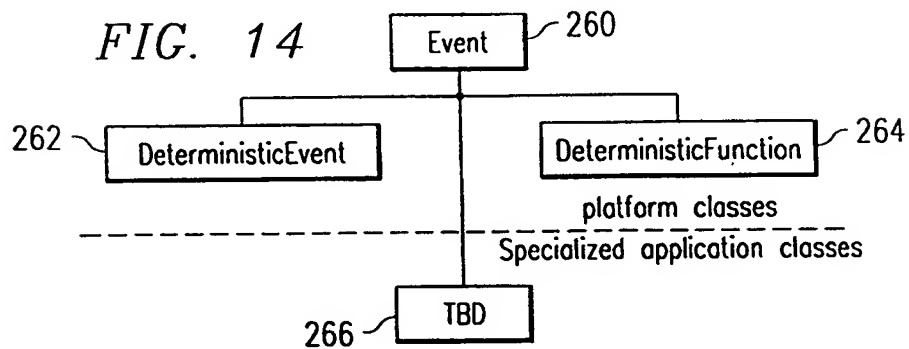 FIG. 14
Event
260
262
DeterministicEvent
DeterministicFunction
264
platform classes
Specialized application classes
TBD
266